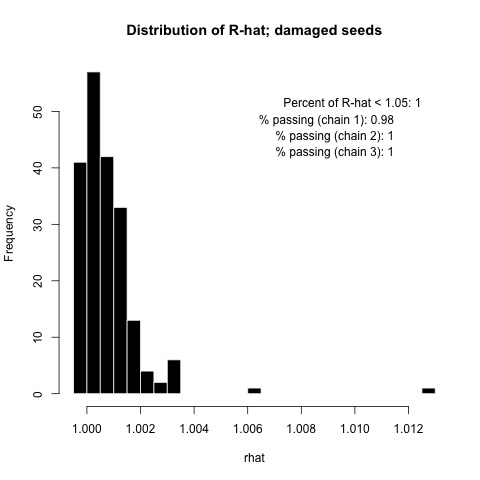 Distribution of R-hat; damaged seeds
Percent of R-hat < 1.05: 1
% passing (chain 1): 0.98
% passing (chain 2): 1
% passing (chain 3): 1
Frequency
50
40
30
20
10
0
1.000 1.002 1.004 1.006 1.008 1.010 1.012
rhat